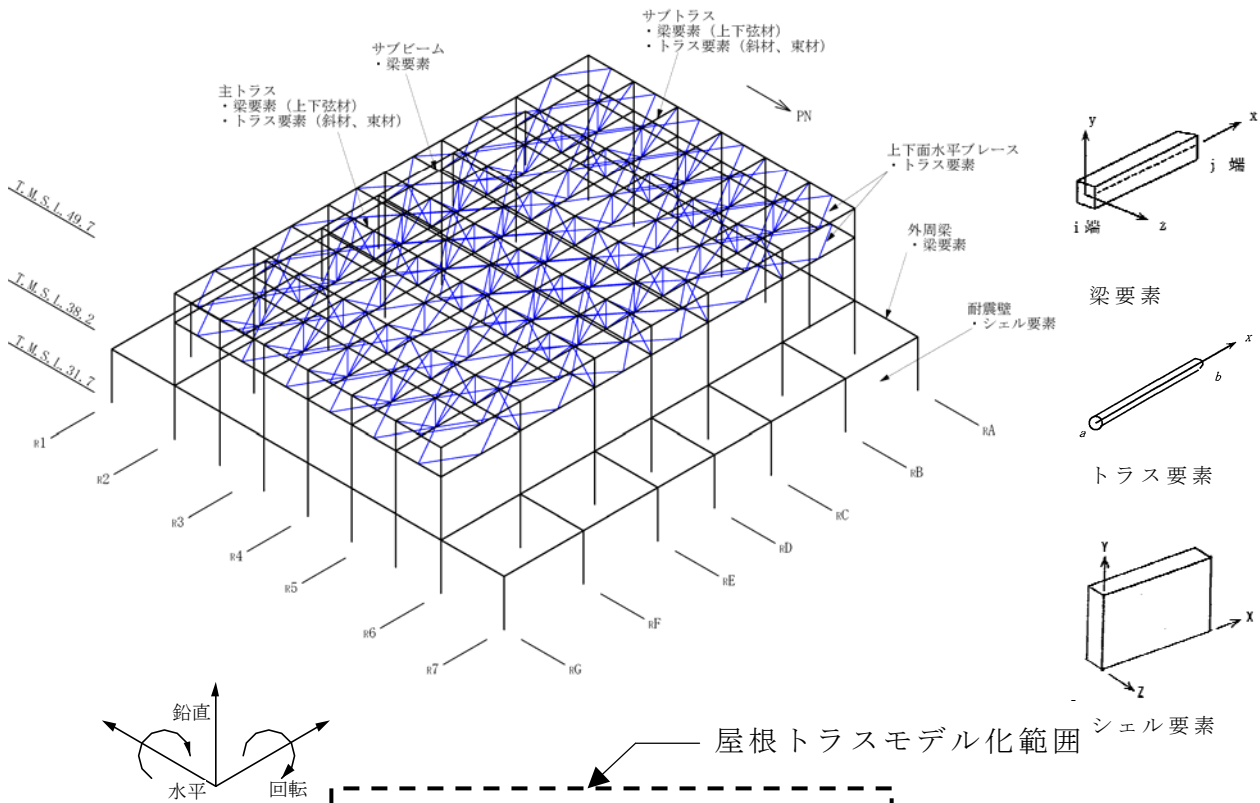 サブトラス
・梁要素（上下弦材）
・トラス要素（斜材、束材）
サブビーム
・梁要素
主トラス
・梁要素（上下弦材）
・トラス要素（斜材、束材）
PN
上下面水平ブレース
・トラス要素
外周梁
・梁要素
耐震壁
・シェル要素
T.M.S.L.49.7
T.M.S.L.38.2
T.M.S.L.31.7
R1
R2
R3
R4
R5
R6
R7
RA
RB
RC
RD
RE
RF
RG
y
x
j 端
i端
z
梁要素
x
b
a
トラス要素
Y
X
Z
シェル要素
鉛直
水平
回転
屋根トラスモデル化範囲